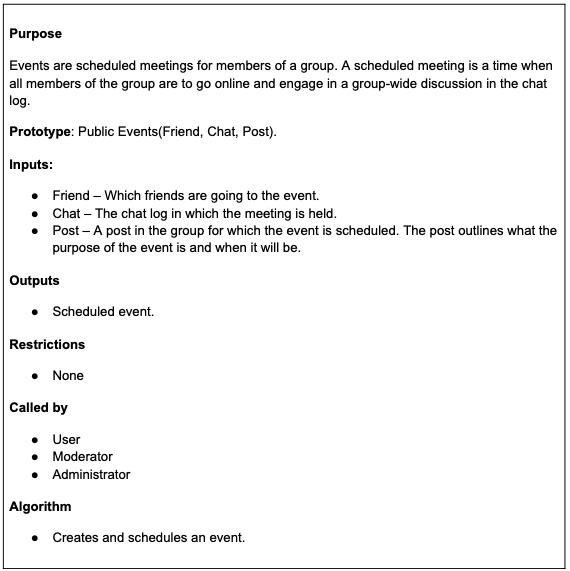 Purpose
Events are scheduled meetings for members of a group. A scheduled meeting is a time when
all members of the group are to go online and engage in a group-wide discussion in the chat
log.
Prototype: Public Events(Friend, Chat, Post).
Inputs:
● Friend – Which friends are going to the event.
● Chat – The chat log in which the meeting is held.
● Post – A post in the group for which the event is scheduled. The post outlines what the
purpose of the event is and when it will be.
Outputs
● Scheduled event.
Restrictions
● None
Called by
● User
● Moderator
● Administrator
Algorithm
● Creates and schedules an event.